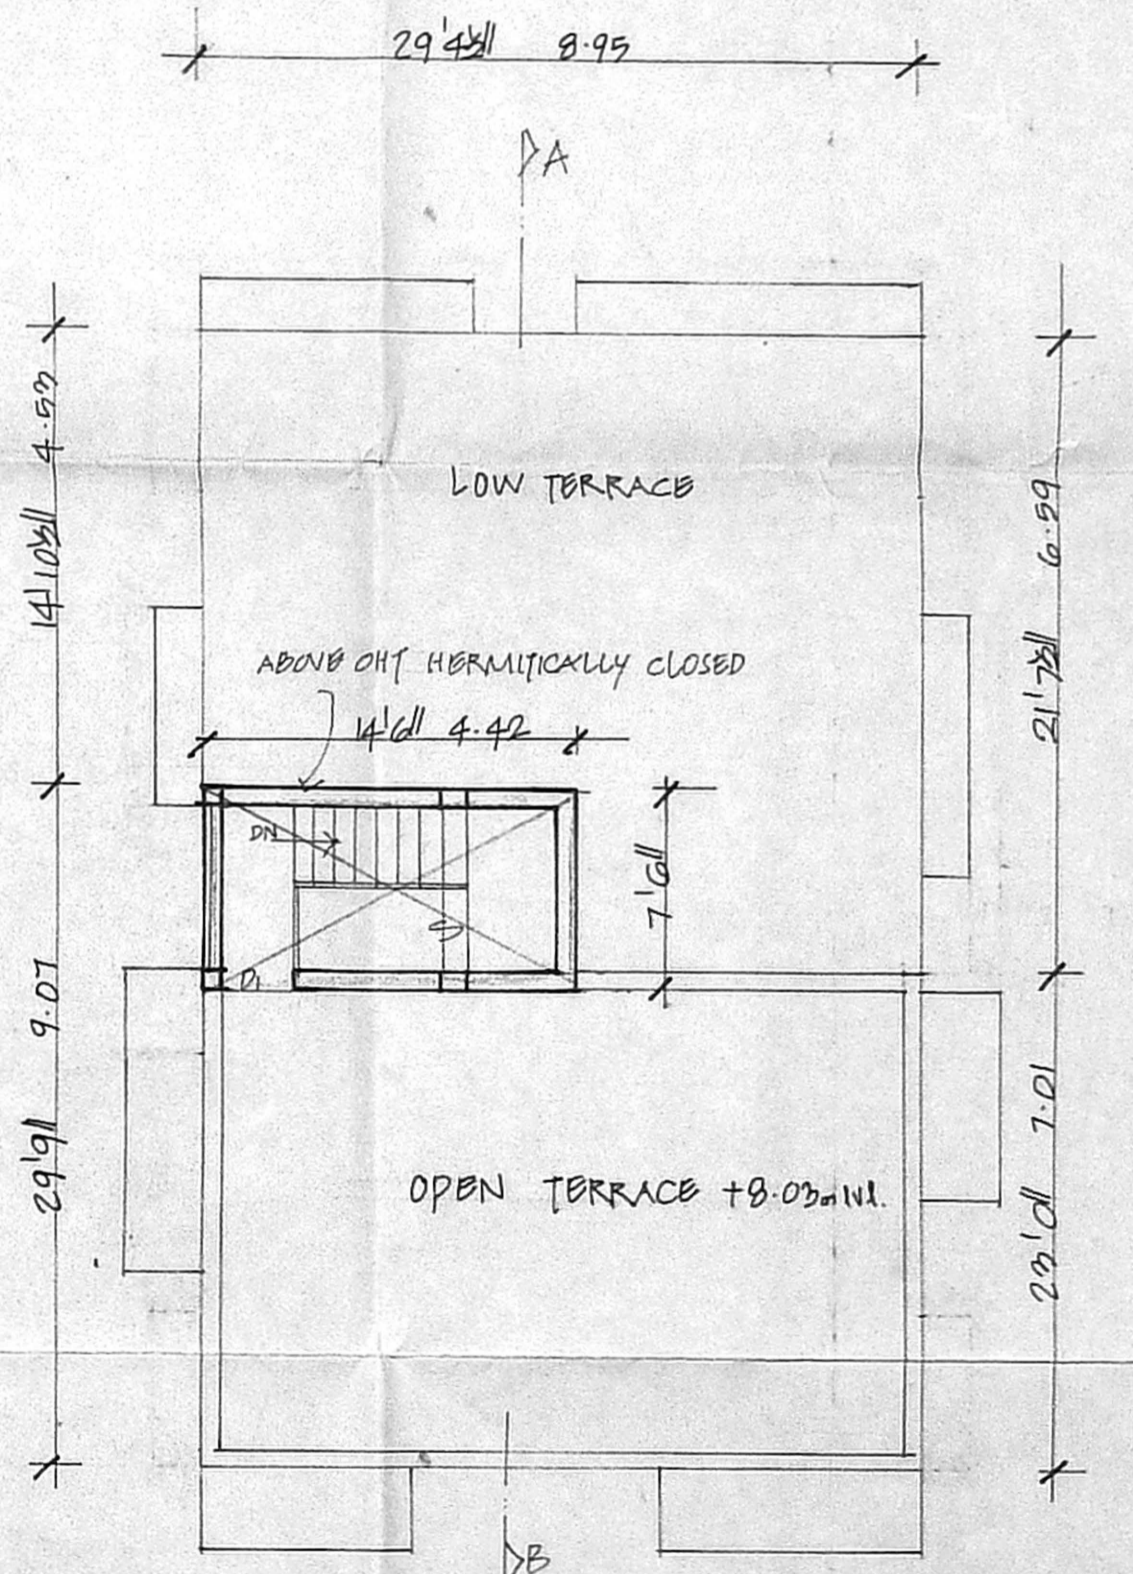 29'4½" 8.95
A
14'10½" 4.53
LOW TERRACE
21'7½" 6.59
ABOVE OHT HERMITICALLY CLOSED
14'6" 4.42
DN
7'6"
D1
29'9" 9.07
OPEN TERRACE +8.03m lvl.
23'0" 7.01
B